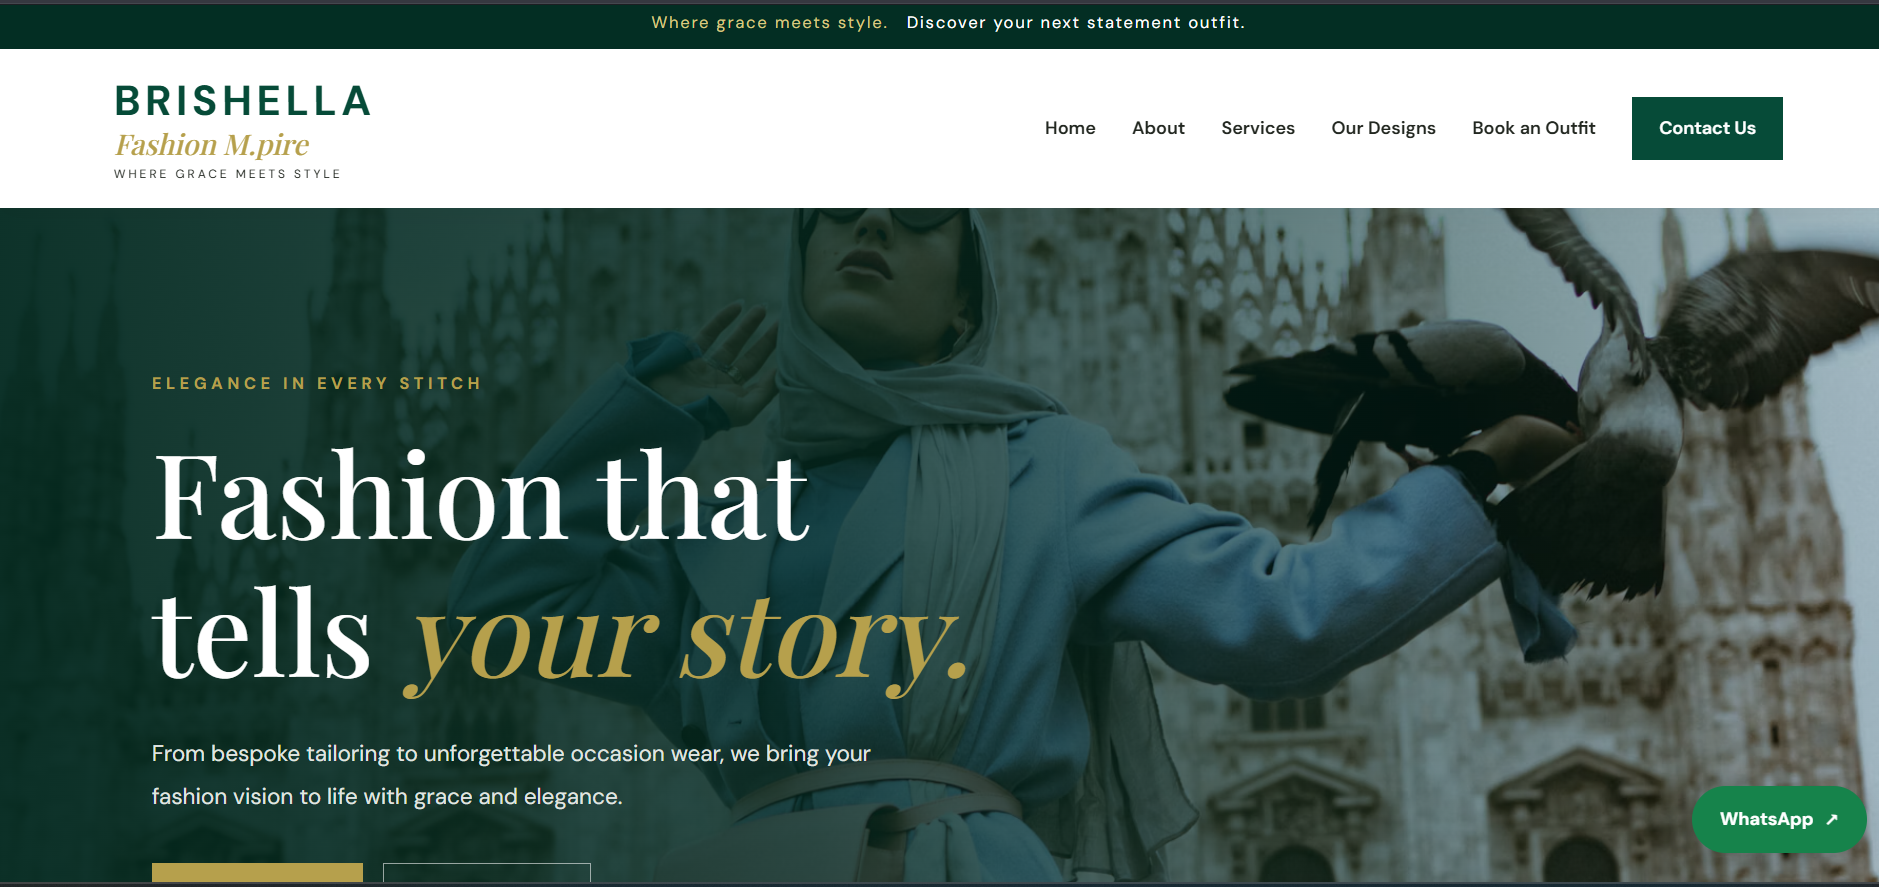 Where grace meets style. Discover your next statement outfit.
BRISHELLA
Fashion M.pire
WHERE GRACE MEETS STYLE
Home About Services Our Designs Book an Outfit Contact Us
ELEGANCE IN EVERY STITCH
Fashion that
tells your story.
From bespoke tailoring to unforgettable occasion wear, we bring your
fashion vision to life with grace and elegance.
WhatsApp ↗